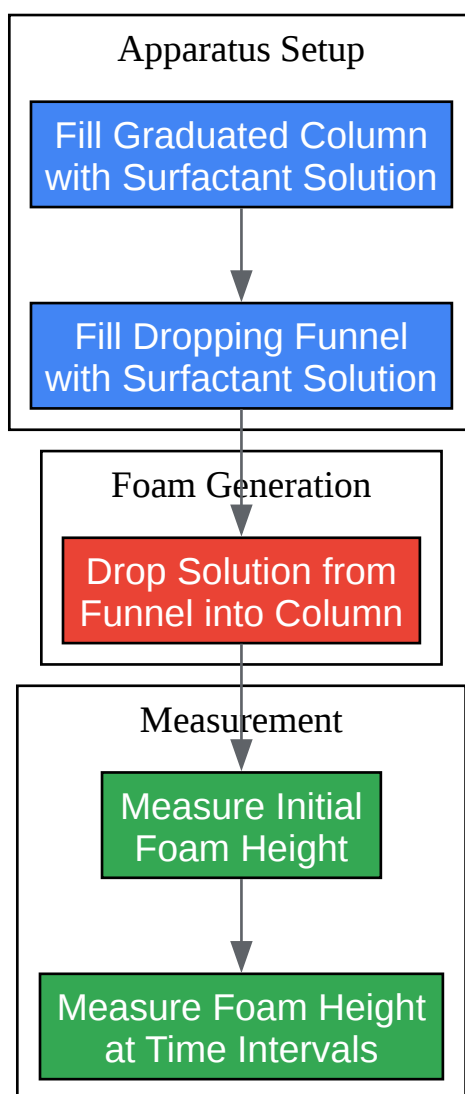 Apparatus Setup
Fill Graduated Column
with Surfactant Solution
Fill Dropping Funnel
with Surfactant Solution
Foam Generation
Drop Solution from
Funnel into Column
Measurement
Measure Initial
Foam Height
Measure Foam Height
at Time Intervals